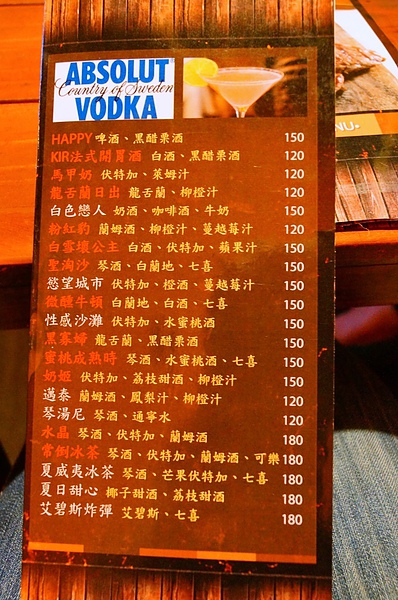 ABSOLUT
Country of Sweden
VODKA
HAPPY 啤酒、黑醋栗酒 150
KIR法式開胃酒 白酒、黑醋栗酒 120
馬甲奶 伏特加、萊姆汁 120
龍舌蘭日出 龍舌蘭、柳橙汁 120
白色戀人 奶酒、咖啡酒、牛奶 150
粉紅豹 蘭姆酒、柳橙汁、蔓越莓汁 120
白雪壞公主 白酒、伏特加、蘋果汁 150
聖淘沙 琴酒、白蘭地、七喜 150
慾望城市 伏特加、橙酒、蔓越莓汁 150
微醺牛頓 白蘭地、白酒、七喜 150
性感沙灘 伏特加、水蜜桃酒 150
黑寡婦 龍舌蘭、黑醋栗酒 150
蜜桃成熟時 琴酒、水蜜桃酒、七喜 150
奶姬 伏特加、荔枝甜酒、柳橙汁 150
邁泰 蘭姆酒、鳳梨汁、柳橙汁 120
琴湯尼 琴酒、通寧水 120
水晶 琴酒、伏特加、蘭姆酒 180
常倒冰茶 琴酒、伏特加、蘭姆酒、可樂 180
夏威夷冰茶 琴酒、芒果伏特加、七喜 180
夏日甜心 椰子甜酒、荔枝甜酒 180
艾碧斯炸彈 艾碧斯、七喜 180
NU